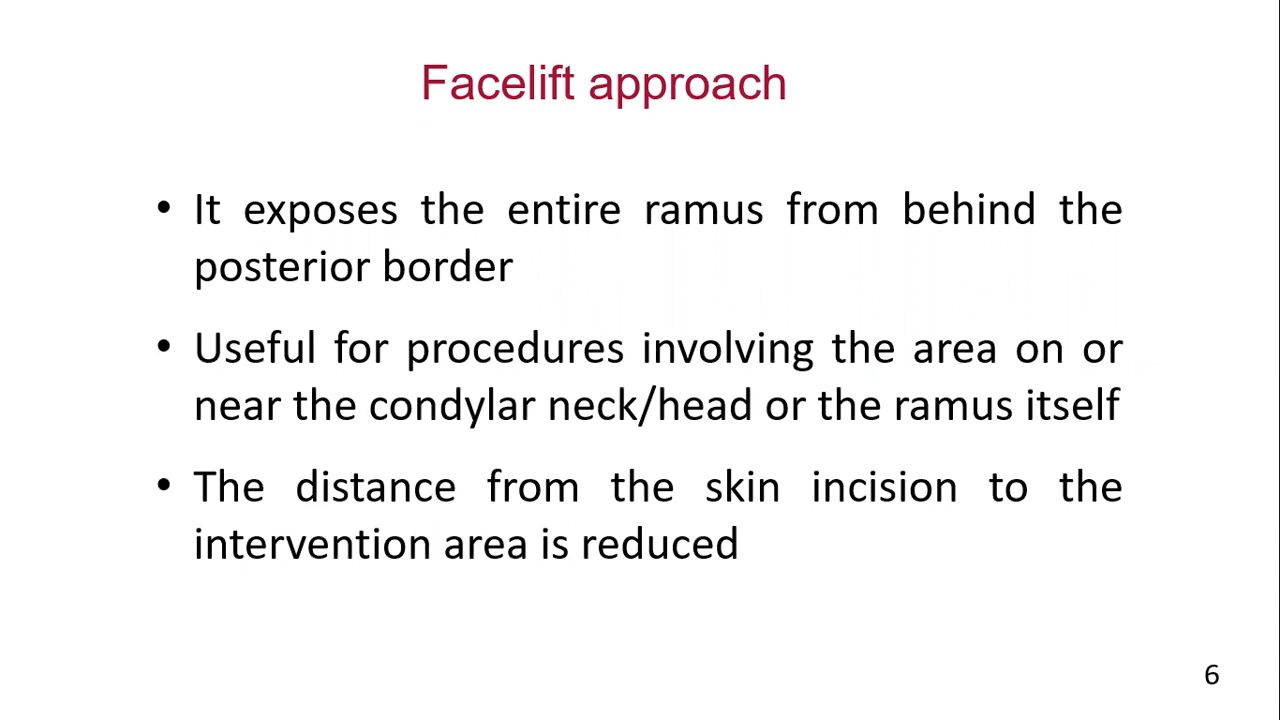 Facelift approach
• It exposes the entire ramus from behind the
posterior border
• Useful for procedures involving the area on or
near the condylar neck/head or the ramus itself
• The distance from the skin incision to the
intervention area is reduced
6